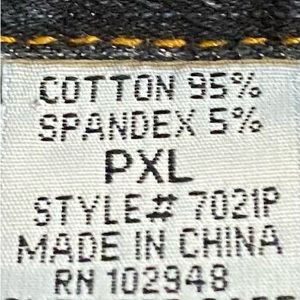 COTTON 95%
SPANDEX 5%
PXL
STYLE# 7021P
MADE IN CHINA
RN 102948